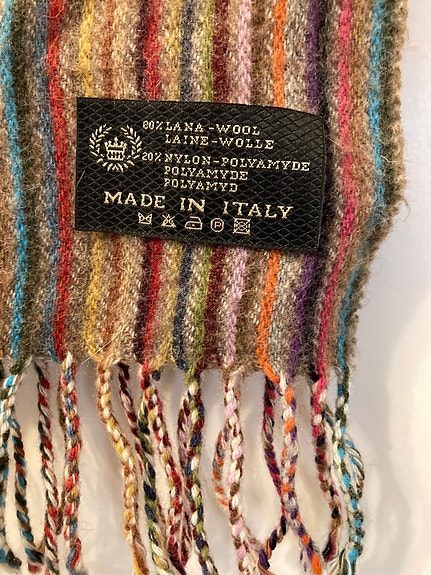 80% LANA-WOOL
LAINE-WOLLE
20% NYLON-POLYAMYDE
POLYAMYDE
POLYAMYD
MADE IN ITALY